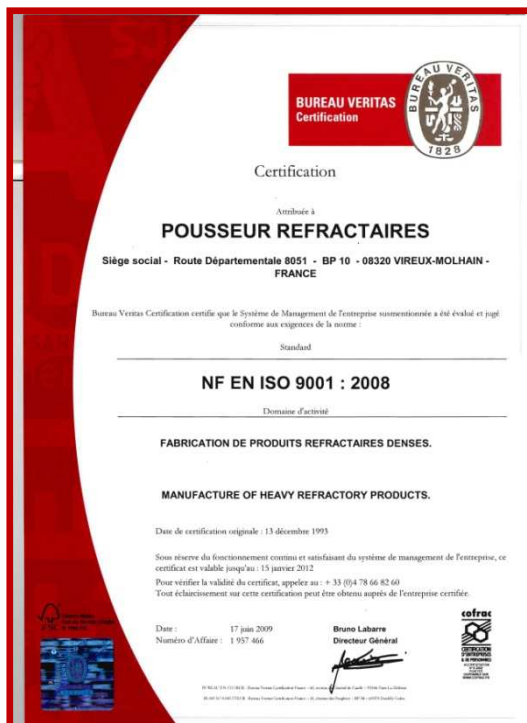 BUREAU VERITAS
Certification
BUREAU VERITAS
1828
Certification
Attribuée à
POUSSEUR REFRACTAIRES
Siège social - Route Départementale 8051 - BP 10 - 08320 VIREUX-MOLHAIN -
FRANCE
Bureau Veritas Certification certifie que le Système de Management de l'entreprise susmentionnée a été évalué et jugé
conforme aux exigences de la norme :
Standard
NF EN ISO 9001 : 2008
Domaine d'activité
FABRICATION DE PRODUITS REFRACTAIRES DENSES.
MANUFACTURE OF HEAVY REFRACTORY PRODUCTS.
Date de certification originale : 13 décembre 1993
Sous réserve du fonctionnement continu et satisfaisant du système de management de l'entreprise, ce
certificat est valable jusqu'au : 15 janvier 2012
Pour vérifier la validité du certificat, appelez au : + 33 (0)4 78 66 82 60
Tout éclaircissement sur cette certification peut être obtenu auprès de l'entreprise certifiée.
Date : 17 juin 2009
Numéro d'Affaire : 1 957 466
Bruno Labarre
Directeur Général
FSC
cofrac
CERTIFICATION
D'ENTREPRISES